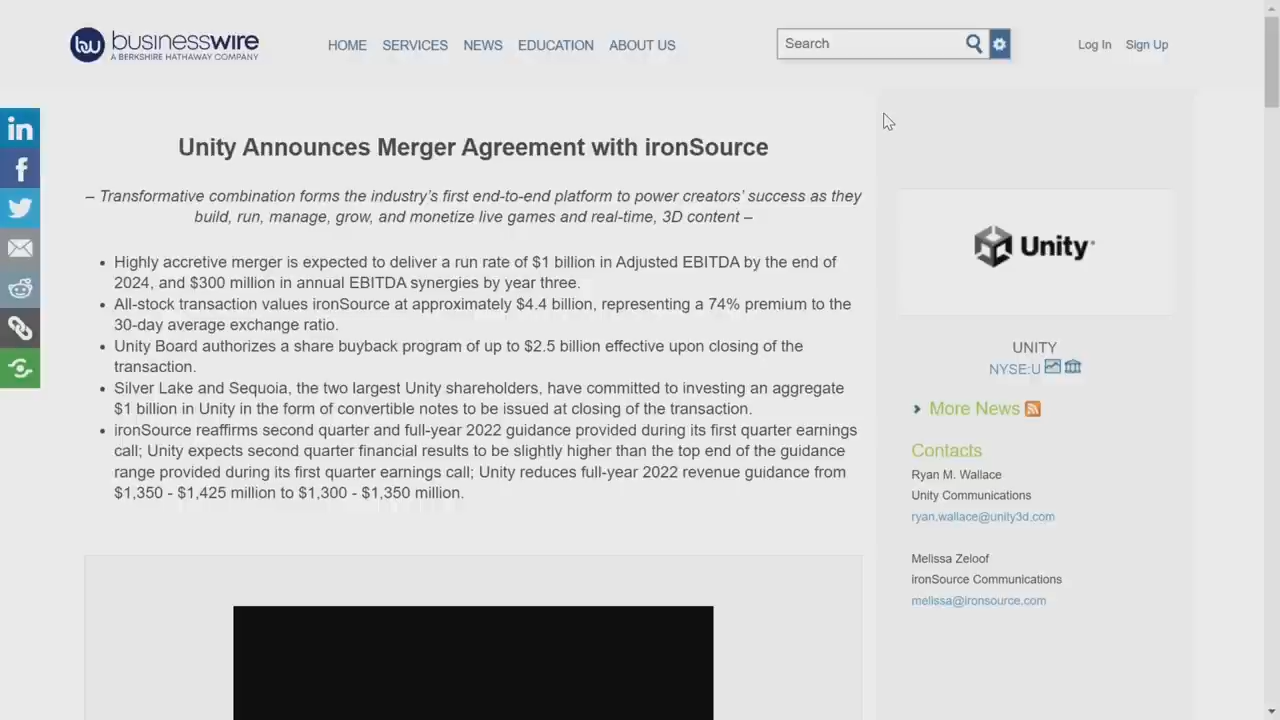 businesswire
A BERKSHIRE HATHAWAY COMPANY
HOME SERVICES NEWS EDUCATION ABOUT US
Search
Log In Sign Up
Unity Announces Merger Agreement with ironSource
– Transformative combination forms the industry’s first end-to-end platform to power creators’ success as they
build, run, manage, grow, and monetize live games and real-time, 3D content –
• Highly accretive merger is expected to deliver a run rate of $1 billion in Adjusted EBITDA by the end of
2024, and $300 million in annual EBITDA synergies by year three.
• All-stock transaction values ironSource at approximately $4.4 billion, representing a 74% premium to the
30-day average exchange ratio.
• Unity Board authorizes a share buyback program of up to $2.5 billion effective upon closing of the
transaction.
• Silver Lake and Sequoia, the two largest Unity shareholders, have committed to investing an aggregate
$1 billion in Unity in the form of convertible notes to be issued at closing of the transaction.
• ironSource reaffirms second quarter and full-year 2022 guidance provided during its first quarter earnings
call; Unity expects second quarter financial results to be slightly higher than the top end of the guidance
range provided during its first quarter earnings call; Unity reduces full-year 2022 revenue guidance from
$1,350 - $1,425 million to $1,300 - $1,350 million.
Unity
UNITY
NYSE:U
More News
Contacts
Ryan M. Wallace
Unity Communications
ryan.wallace@unity3d.com
Melissa Zeloof
ironSource Communications
melissa@ironsource.com